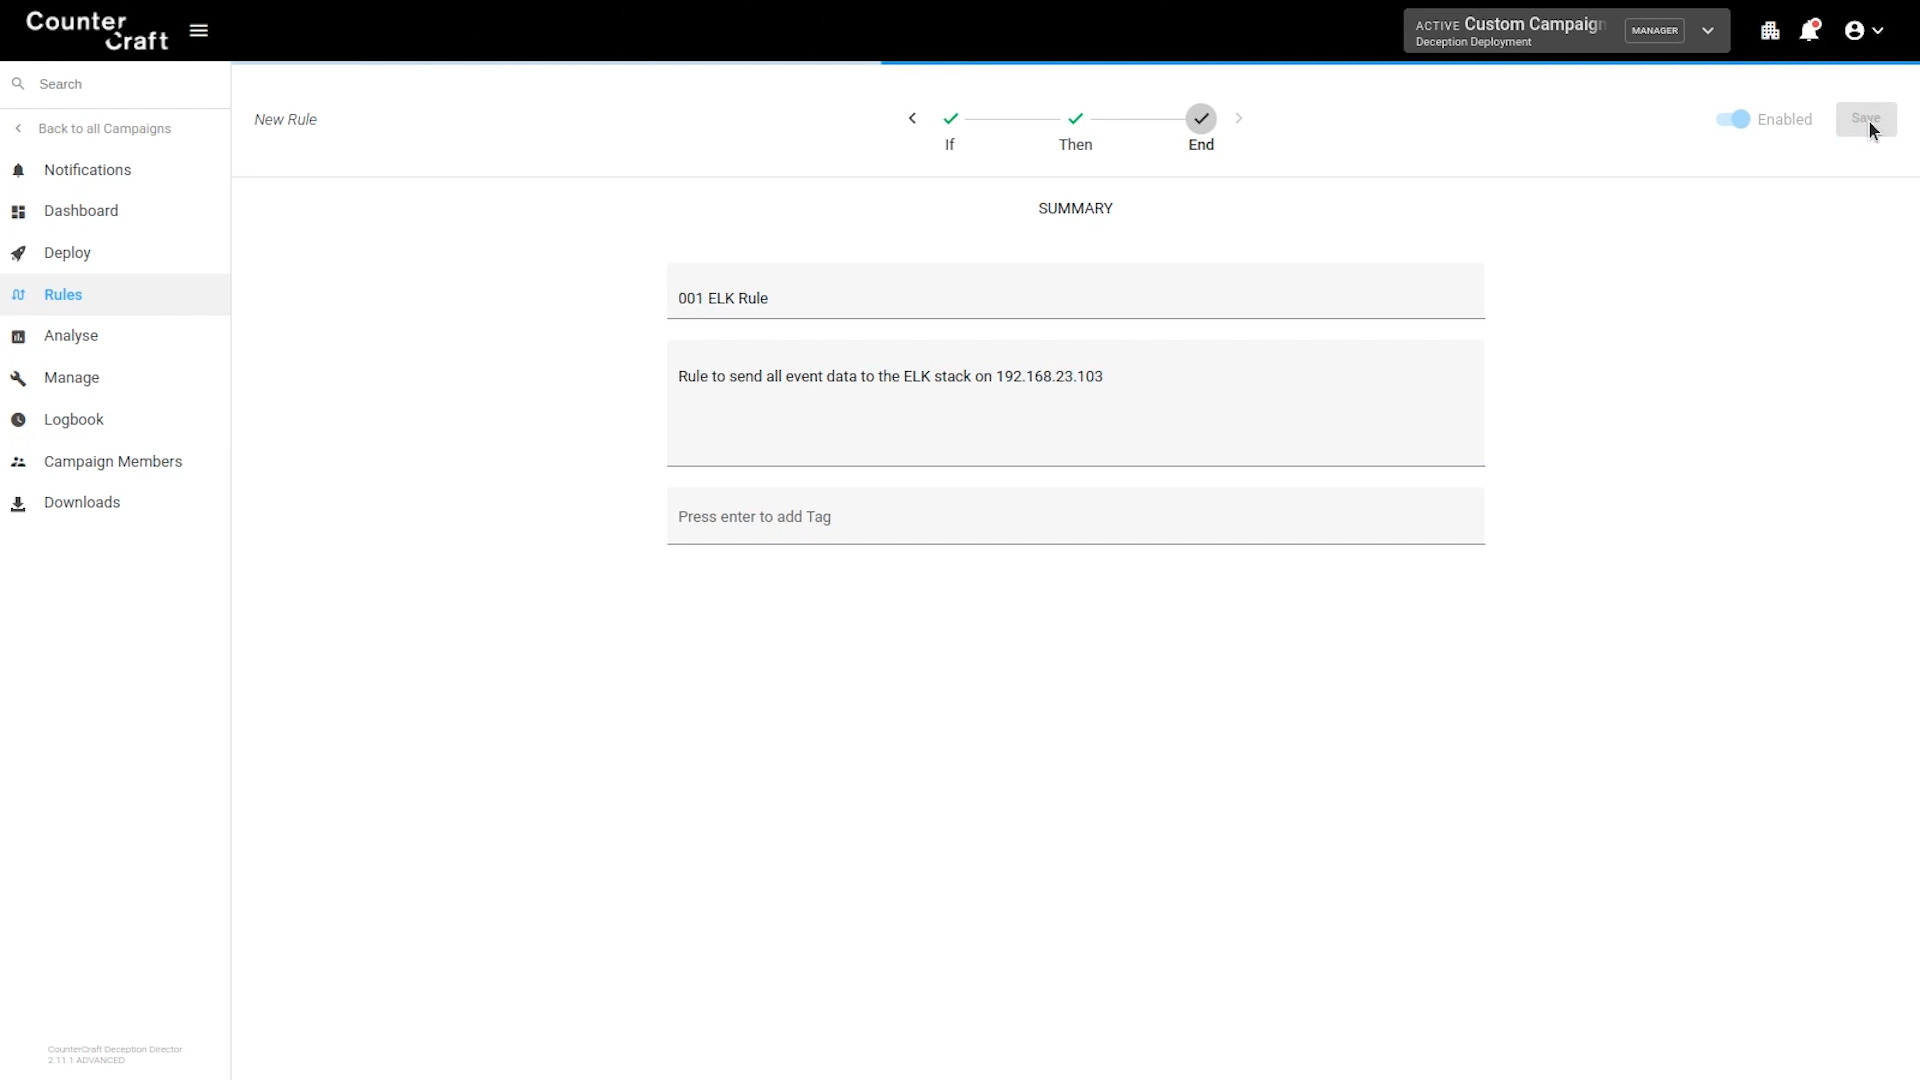 Counter
Craft
ACTIVE Custom Campaign
Deception Deployment
MANAGER
Search
Back to all Campaigns
Notifications
Dashboard
Deploy
Rules
Analyse
Manage
Logbook
Campaign Members
Downloads
CounterCraft Deception Director
2.11.1 ADVANCED
New Rule
If
Then
End
Enabled
Save
SUMMARY
001 ELK Rule
Rule to send all event data to the ELK stack on 192.168.23.103
Press enter to add Tag